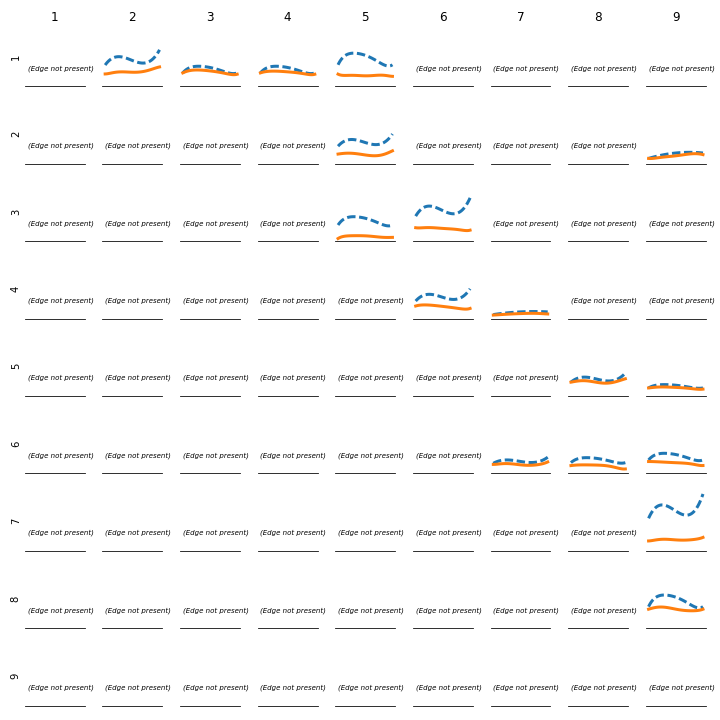 1 2 3 4 5 6 7 8 9
1 (Edge not present) (Edge not present) (Edge not present) (Edge not present) (Edge not present)
2 (Edge not present) (Edge not present) (Edge not present) (Edge not present) (Edge not present) (Edge not present) (Edge not present)
3 (Edge not present) (Edge not present) (Edge not present) (Edge not present) (Edge not present) (Edge not present) (Edge not present)
4 (Edge not present) (Edge not present) (Edge not present) (Edge not present) (Edge not present) (Edge not present) (Edge not present)
5 (Edge not present) (Edge not present) (Edge not present) (Edge not present) (Edge not present) (Edge not present) (Edge not present)
6 (Edge not present) (Edge not present) (Edge not present) (Edge not present) (Edge not present) (Edge not present)
7 (Edge not present) (Edge not present) (Edge not present) (Edge not present) (Edge not present) (Edge not present) (Edge not present) (Edge not present)
8 (Edge not present) (Edge not present) (Edge not present) (Edge not present) (Edge not present) (Edge not present) (Edge not present) (Edge not present)
9 (Edge not present) (Edge not present) (Edge not present) (Edge not present) (Edge not present) (Edge not present) (Edge not present) (Edge not present) (Edge not present)